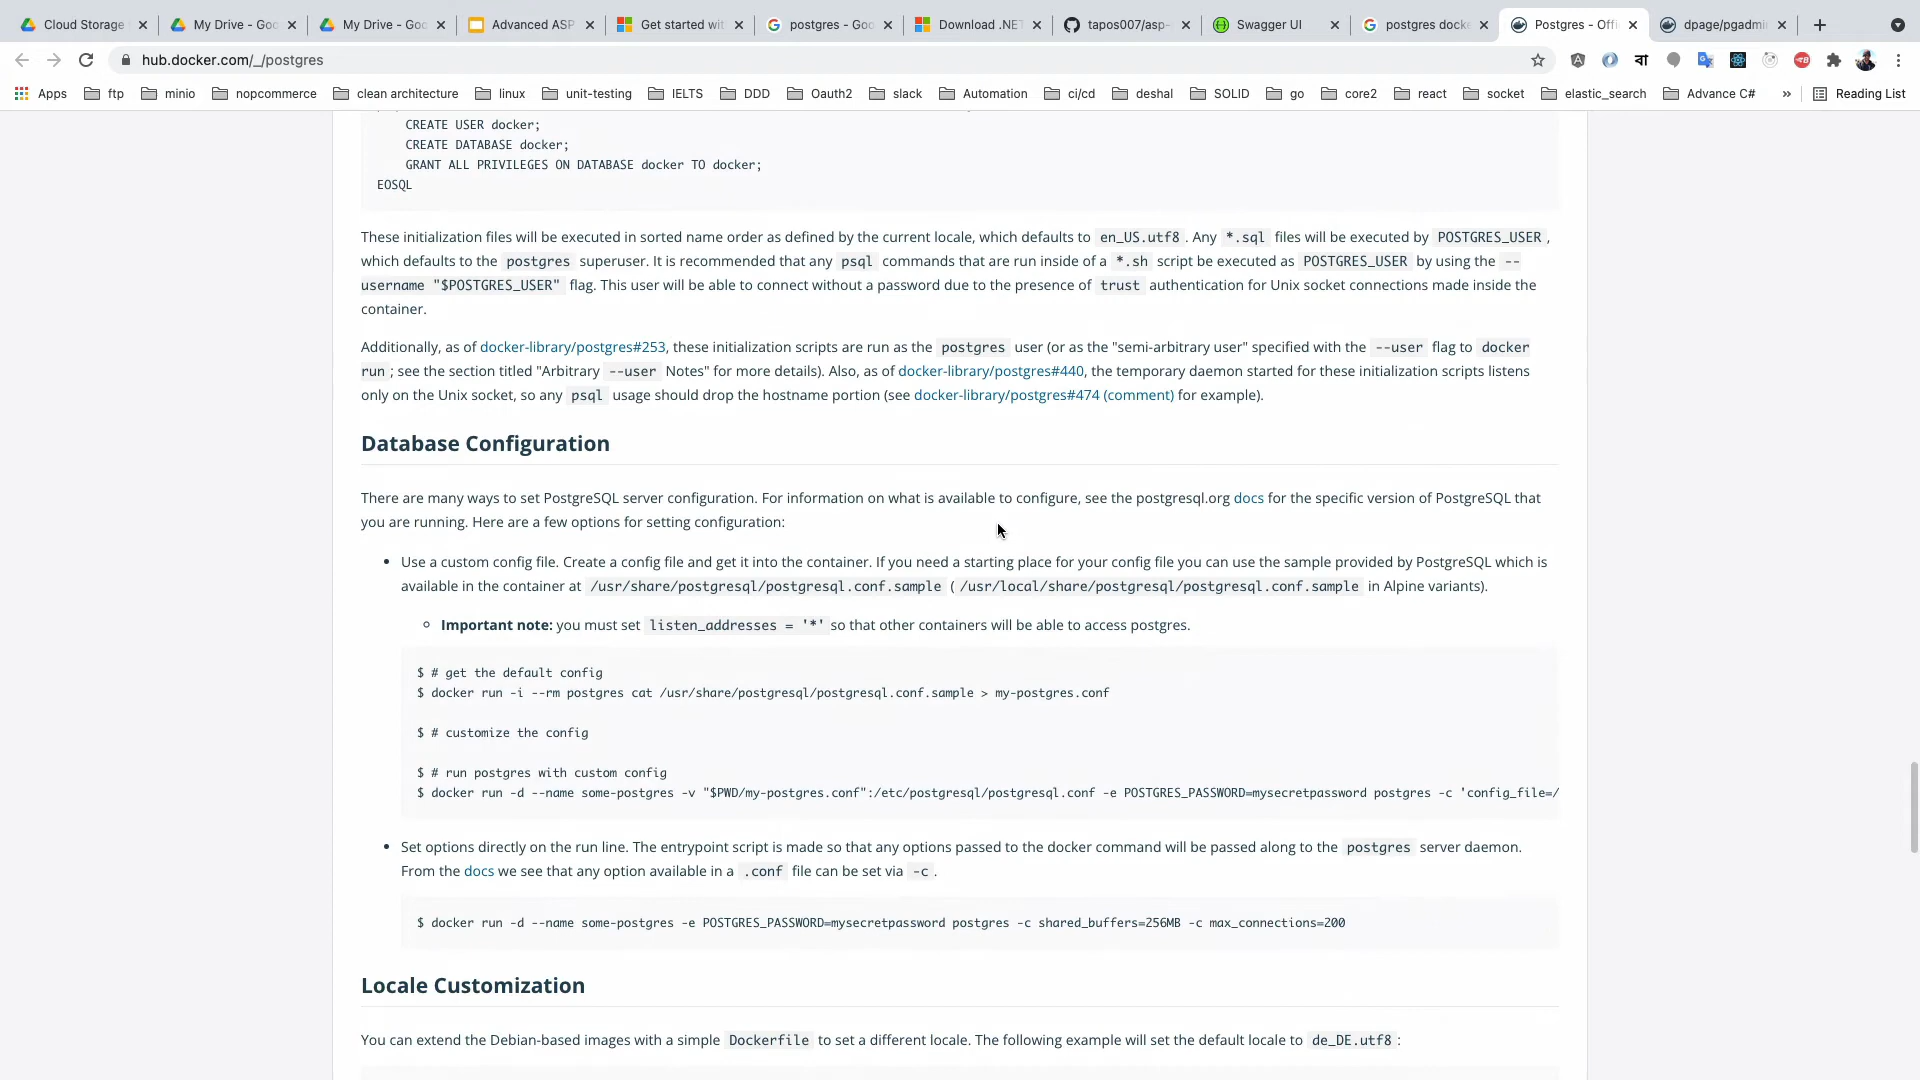 Cloud Storage
My Drive - Goo
My Drive - Goo
Advanced ASP
Get started wit
postgres - Goo
Download .NET
tapos007/asp-
Swagger UI
postgres docke
Postgres - Offi
dpage/pgadmi
hub.docker.com/_/postgres
Apps ftp minio nopcommerce clean architecture linux unit-testing IELTS DDD Oauth2 slack Automation ci/cd deshal SOLID go core2 react socket elastic_search Advance C# » Reading List
CREATE USER docker;
CREATE DATABASE docker;
GRANT ALL PRIVILEGES ON DATABASE docker TO docker;
EOSQL
These initialization files will be executed in sorted name order as defined by the current locale, which defaults to en_US.utf8 . Any *.sql files will be executed by POSTGRES_USER ,
which defaults to the postgres superuser. It is recommended that any psql commands that are run inside of a *.sh script be executed as POSTGRES_USER by using the --
username "$POSTGRES_USER" flag. This user will be able to connect without a password due to the presence of trust authentication for Unix socket connections made inside the
container.
Additionally, as of docker-library/postgres#253, these initialization scripts are run as the postgres user (or as the "semi-arbitrary user" specified with the --user flag to docker
run ; see the section titled "Arbitrary --user Notes" for more details). Also, as of docker-library/postgres#440, the temporary daemon started for these initialization scripts listens
only on the Unix socket, so any psql usage should drop the hostname portion (see docker-library/postgres#474 (comment) for example).
Database Configuration
There are many ways to set PostgreSQL server configuration. For information on what is available to configure, see the postgresql.org docs for the specific version of PostgreSQL that
you are running. Here are a few options for setting configuration:
• Use a custom config file. Create a config file and get it into the container. If you need a starting place for your config file you can use the sample provided by PostgreSQL which is
available in the container at /usr/share/postgresql/postgresql.conf.sample ( /usr/local/share/postgresql/postgresql.conf.sample in Alpine variants).
Important note: you must set listen_addresses = '*' so that other containers will be able to access postgres.
$ # get the default config
$ docker run -i --rm postgres cat /usr/share/postgresql/postgresql.conf.sample > my-postgres.conf
$ # customize the config
$ # run postgres with custom config
$ docker run -d --name some-postgres -v "$PWD/my-postgres.conf":/etc/postgresql/postgresql.conf -e POSTGRES_PASSWORD=mysecretpassword postgres -c 'config_file=/
• Set options directly on the run line. The entrypoint script is made so that any options passed to the docker command will be passed along to the postgres server daemon.
From the docs we see that any option available in a .conf file can be set via -c .
$ docker run -d --name some-postgres -e POSTGRES_PASSWORD=mysecretpassword postgres -c shared_buffers=256MB -c max_connections=200
Locale Customization
You can extend the Debian-based images with a simple Dockerfile to set a different locale. The following example will set the default locale to de_DE.utf8 :